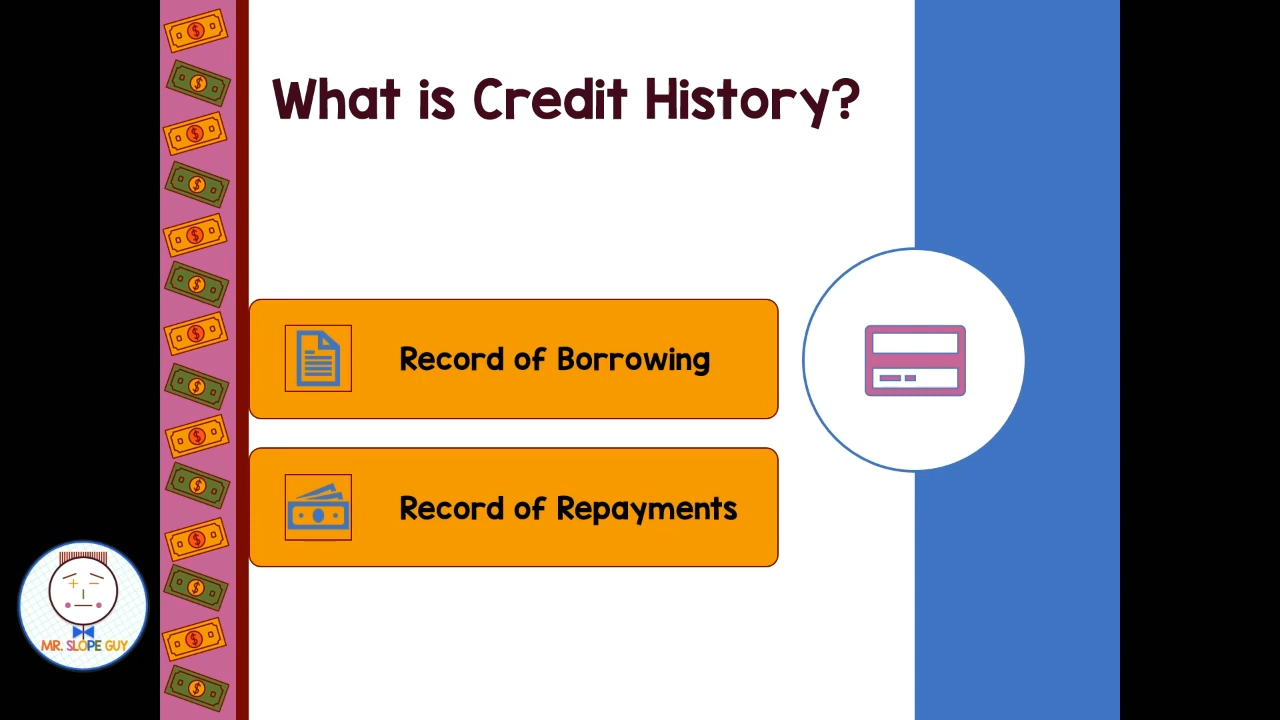 What is Credit History?
Record of Borrowing
Record of Repayments
MR. SLOPE GUY